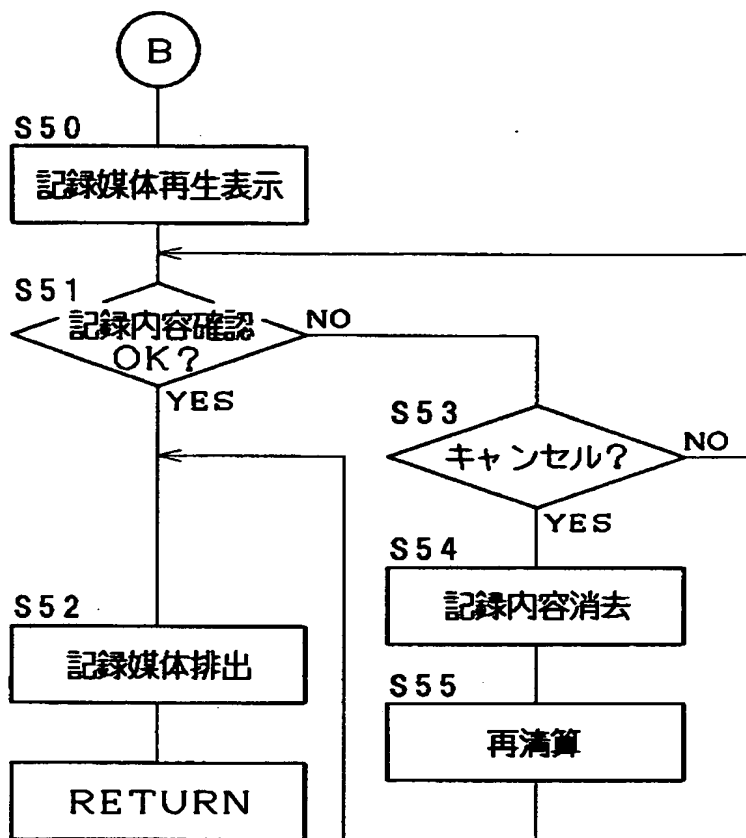 B
S50
記録媒体再生表示
S51
記録内容確認
OK?
NO
YES
S53
キャンセル?
NO
YES
S54
記録内容消去
S52
記録媒体排出
S55
再清算
RETURN